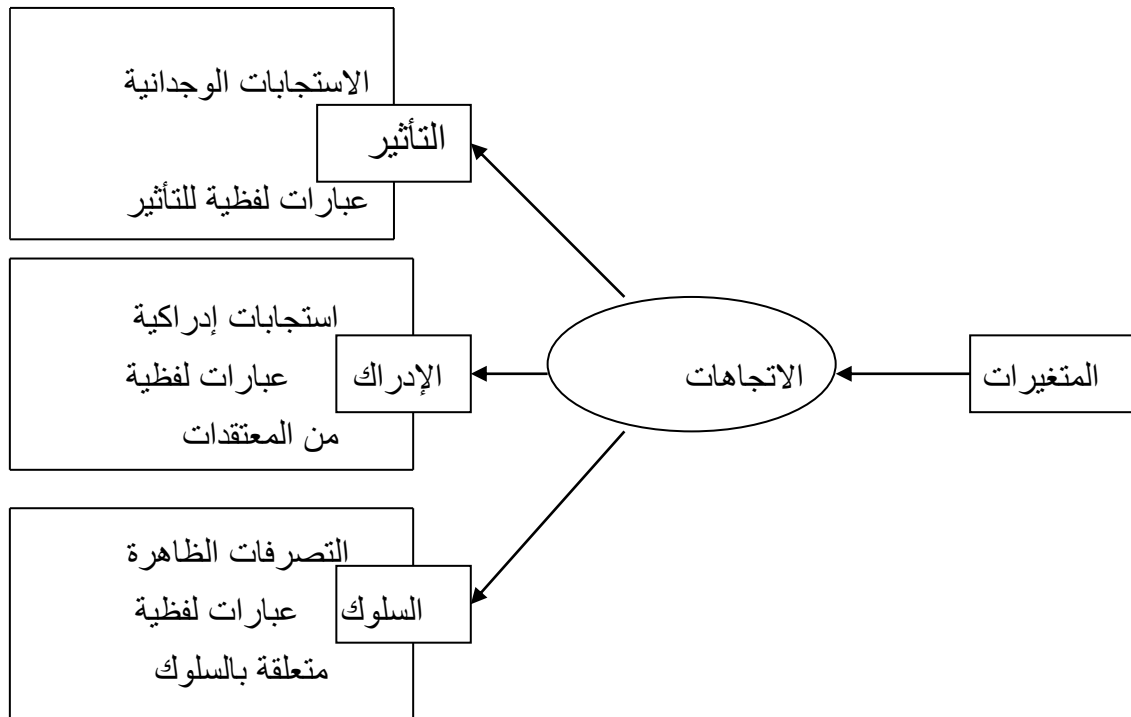 الاستجابات الوجدانية
التأثير
عبارات لفظية للتأثير
استجابات إدراكية
المتغيرات
الاتجاهات
الإدراك
عبارات لفظية
من المعتقدات
التصرفات الظاهرة
السلوك
عبارات لفظية
متعلقة بالسلوك